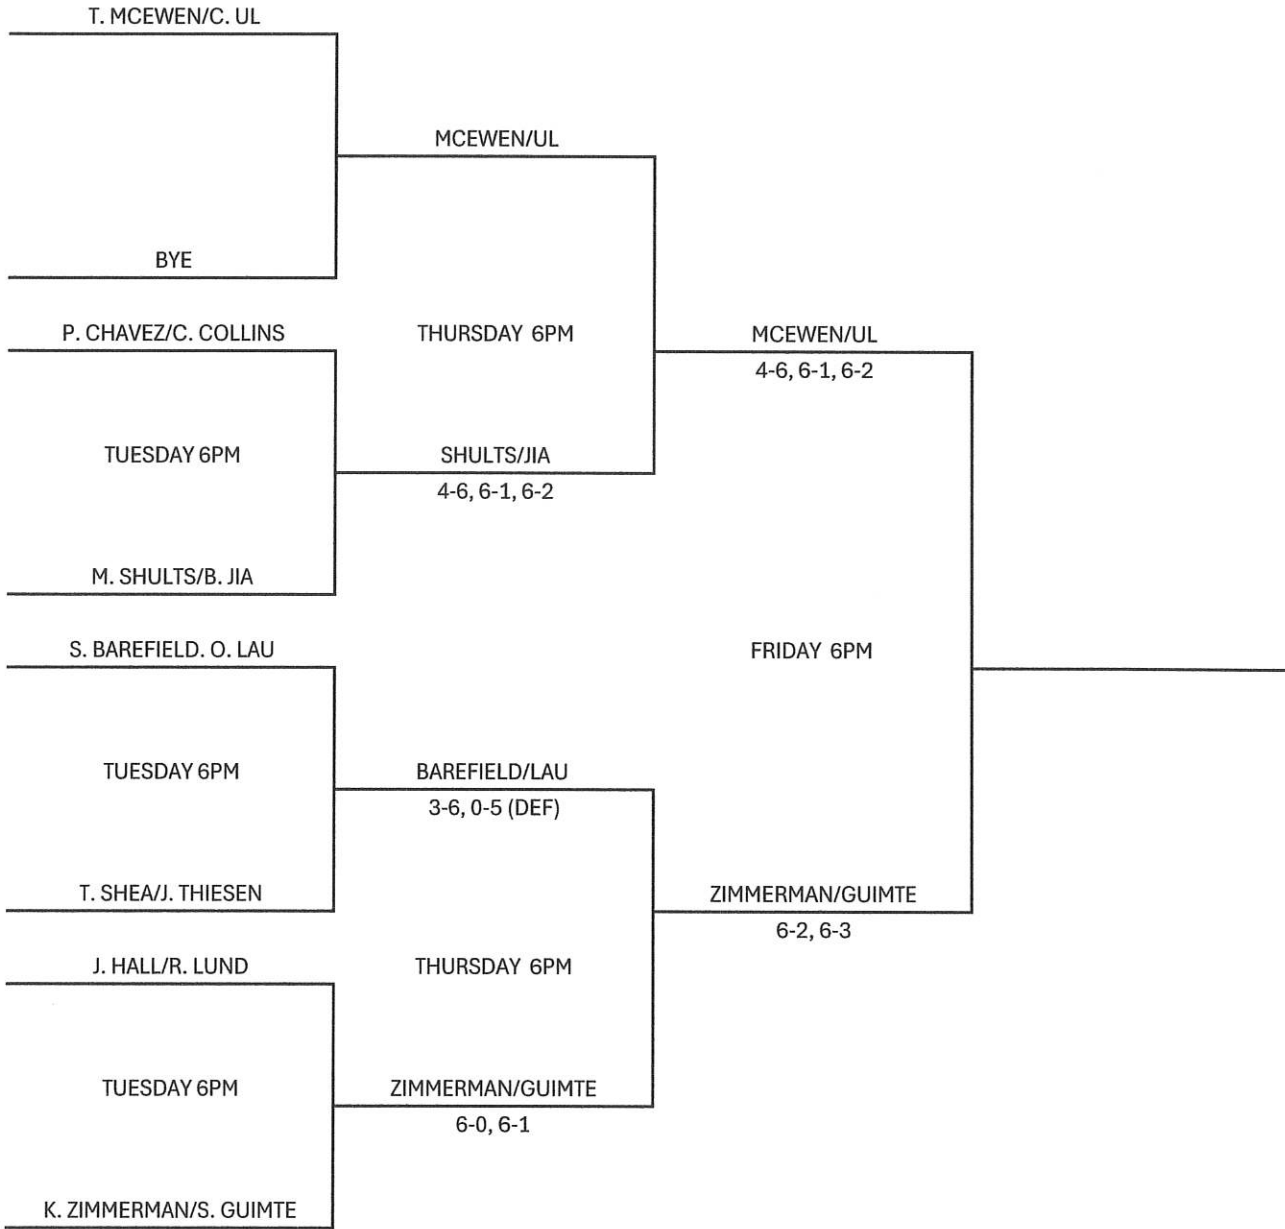 T. MCEWEN/C. UL
MCEWEN/UL
BYE
P. CHAVEZ/C. COLLINS
THURSDAY 6PM
MCEWEN/UL
4-6, 6-1, 6-2
TUESDAY 6PM
SHULTS/JIA
4-6, 6-1, 6-2
M. SHULTS/B. JIA
S. BAREFIELD. O. LAU
FRIDAY 6PM
TUESDAY 6PM
BAREFIELD/LAU
3-6, 0-5 (DEF)
T. SHEA/J. THIESEN
ZIMMERMAN/GUIMTE
6-2, 6-3
J. HALL/R. LUND
THURSDAY 6PM
TUESDAY 6PM
ZIMMERMAN/GUIMTE
6-0, 6-1
K. ZIMMERMAN/S. GUIMTE